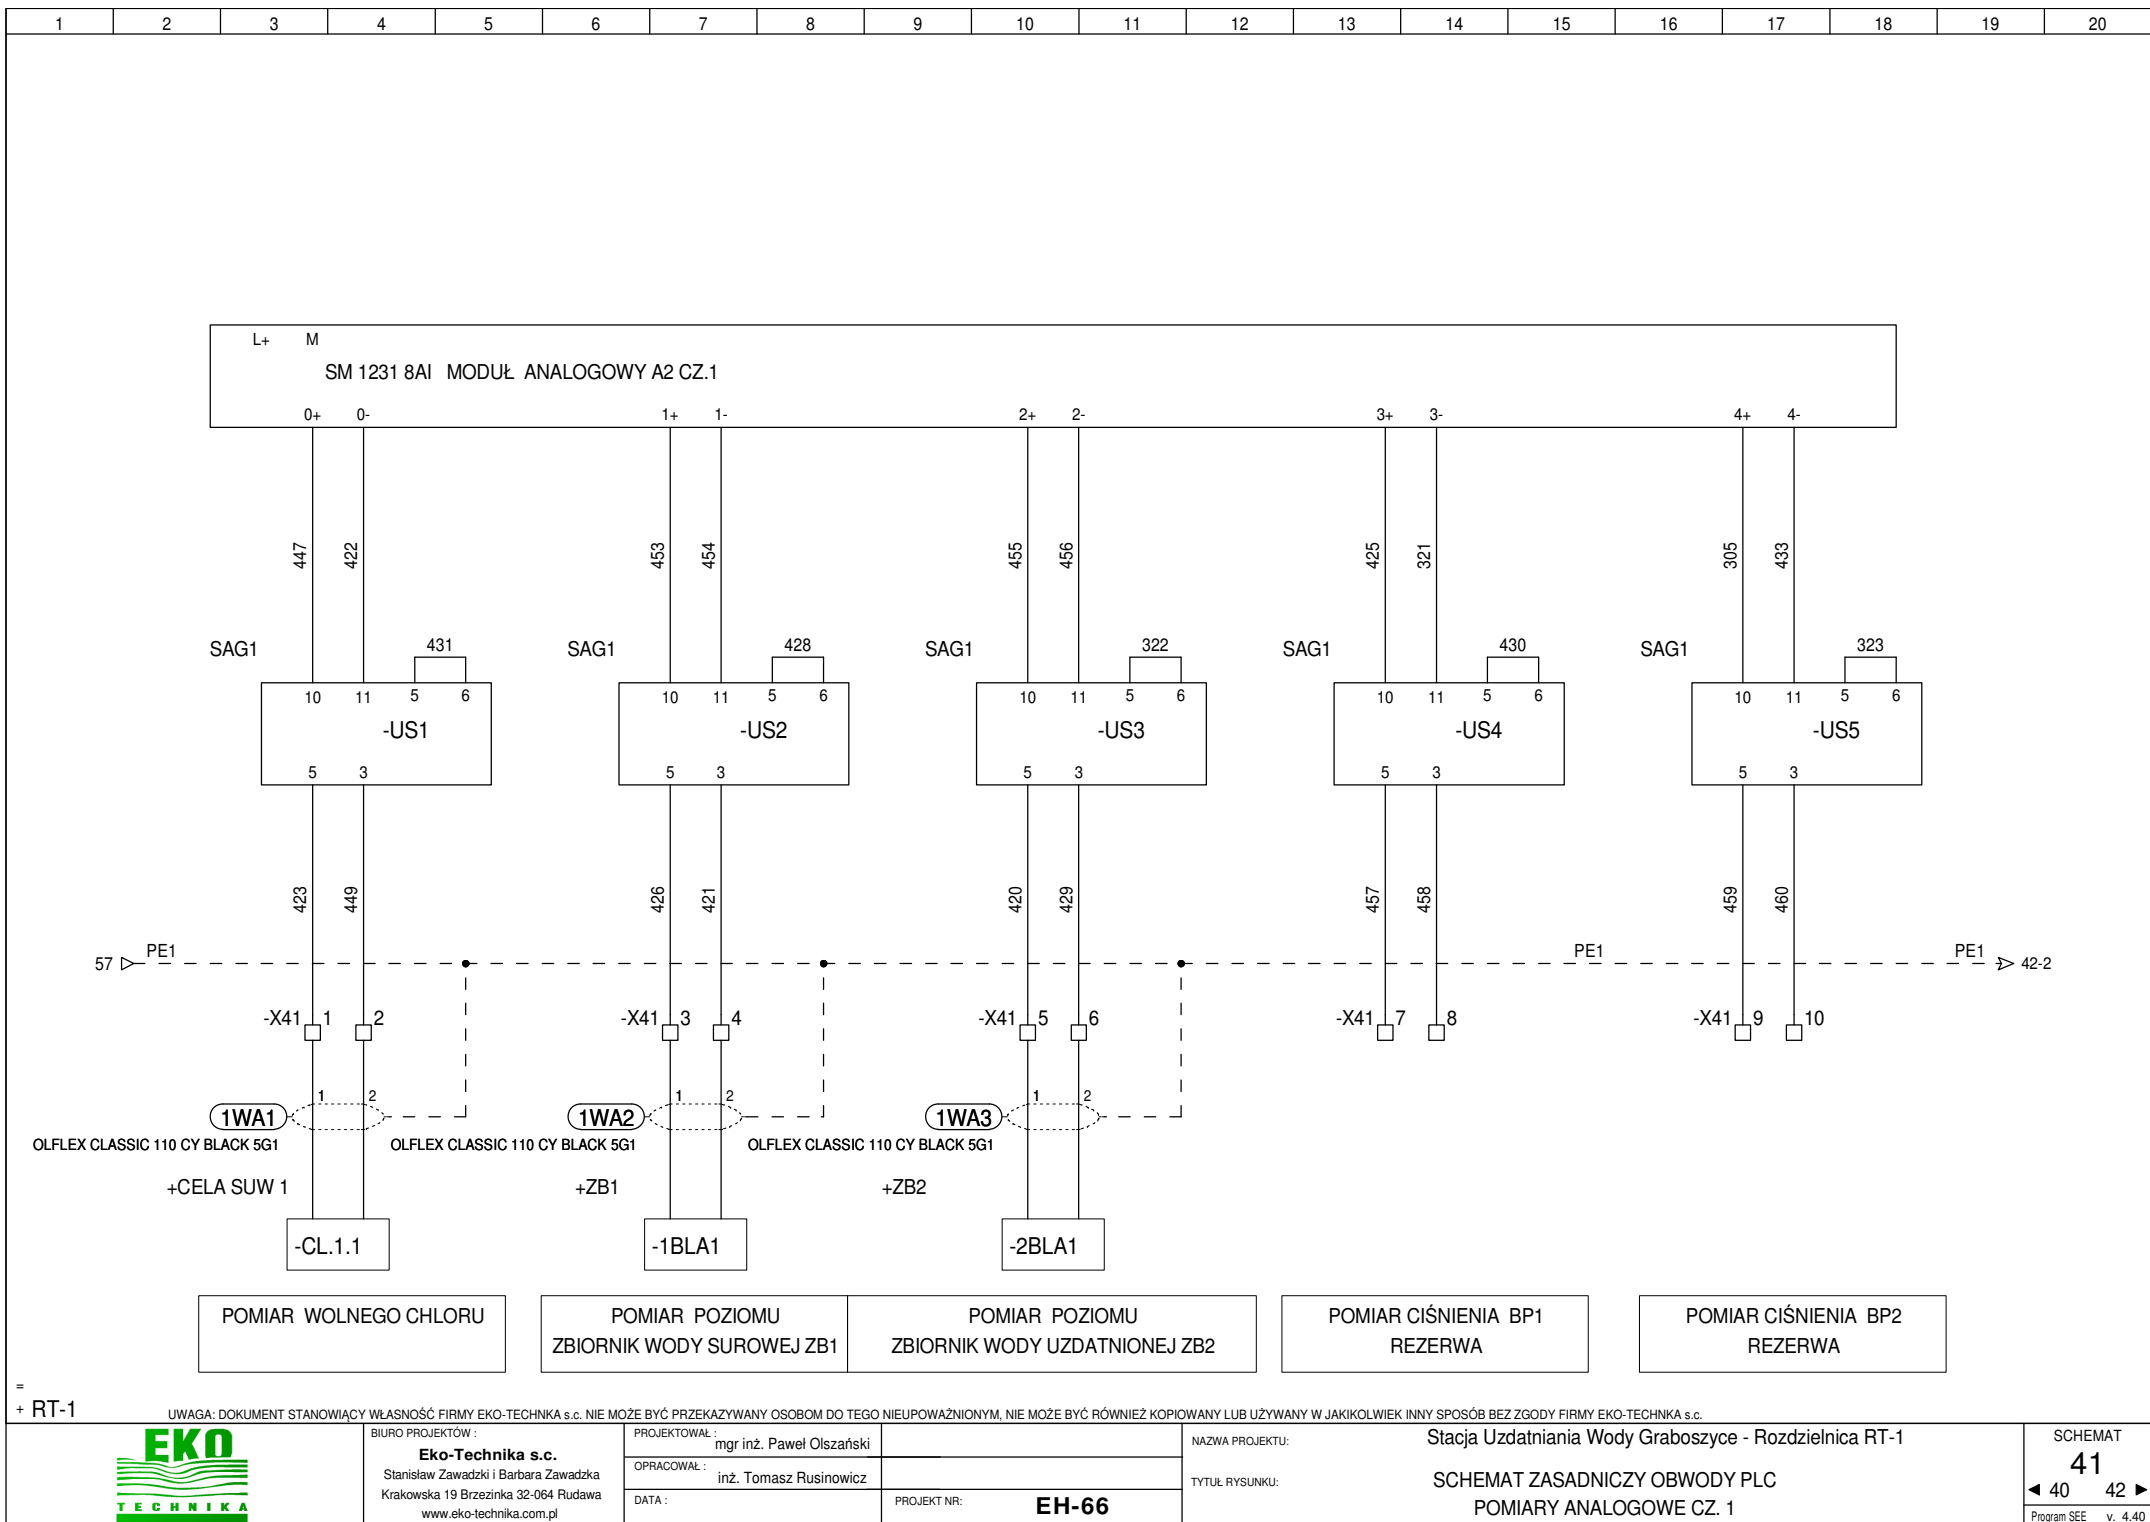 1 2 3 4 5 6 7 8 9 10 11 12 13 14 15 16 17 18 19 20
L+ M
SM 1231 8AI MODUŁ ANALOGOWY A2 CZ.1
0+ 0- 1+ 1- 2+ 2- 3+ 3- 4+ 4-
447 422 453 454 455 456 425 321 305 433
SAG1 431 SAG1 428 SAG1 322 SAG1 430 SAG1 323
10 11 5 6 10 11 5 6 10 11 5 6 10 11 5 6 10 11 5 6
-US1 -US2 -US3 -US4 -US5
5 3 5 3 5 3 5 3 5 3
423 449 426 421 420 429 457 458 459 460
57 PE1 PE1 PE1 42-2
-X41 1 2 -X41 3 4 -X41 5 6 -X41 7 8 -X41 9 10
1 2 1 2 1 2
1WA1 1WA2 1WA3
OLFLEX CLASSIC 110 CY BLACK 5G1 OLFLEX CLASSIC 110 CY BLACK 5G1 OLFLEX CLASSIC 110 CY BLACK 5G1
+CELA SUW 1 +ZB1 +ZB2
-CL.1.1 -1BLA1 -2BLA1
POMIAR WOLNEGO CHLORU
POMIAR POZIOMU
ZBIORNIK WODY SUROWEJ ZB1
POMIAR POZIOMU
ZBIORNIK WODY UZDATNIONEJ ZB2
POMIAR CIŚNIENIA BP1
REZERWA
POMIAR CIŚNIENIA BP2
REZERWA
=
+ RT-1
UWAGA: DOKUMENT STANOWIĄCY WŁASNOŚĆ FIRMY EKO-TECHNKA s.c. NIE MOŻE BYĆ PRZEKAZYWANY OSOBOM DO TEGO NIEUPOWAŻNIONYM, NIE MOŻE BYĆ RÓWNIEŻ KOPIOWANY LUB UŻYWANY W JAKIKOLWIEK INNY SPOSÓB BEZ ZGODY FIRMY EKO-TECHNKA s.c.
EKO
TECHNIKA
BIURO PROJEKTÓW :
Eko-Technika s.c.
Stanisław Zawadzki i Barbara Zawadzka
Krakowska 19 Brzezinka 32-064 Rudawa
www.eko-technika.com.pl
PROJEKTOWAŁ :
mgr inż. Paweł Olszański
OPRACOWAŁ :
inż. Tomasz Rusinowicz
DATA :
PROJEKT NR: EH-66
NAZWA PROJEKTU: Stacja Uzdatniania Wody Graboszyce - Rozdzielnica RT-1
TYTUŁ RYSUNKU: SCHEMAT ZASADNICZY OBWODY PLC
POMIARY ANALOGOWE CZ. 1
SCHEMAT
41
◄ 40 42 ►
Program SEE v. 4.40